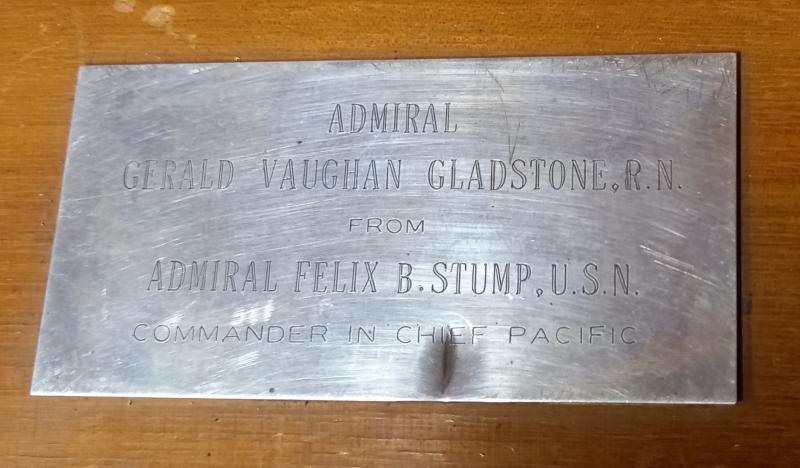 ADMIRAL
GERALD VAUGHAN GLADSTONE, R.N.
FROM
ADMIRAL FELIX B. STUMP, U.S.N.
COMMANDER IN CHIEF PACIFIC